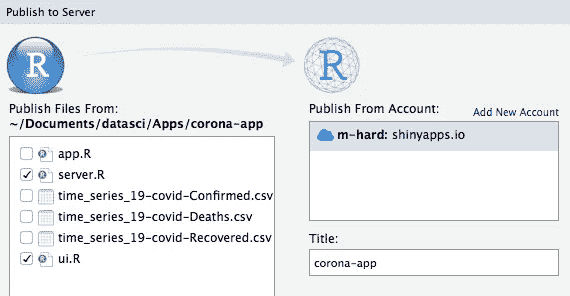 Publish to Server
R
R
Publish Files From:
~/Documents/datasci/Apps/corona-app
app.R
server.R
time_series_19-covid-Confirmed.csv
time_series_19-covid-Deaths.csv
time_series_19-covid-Recovered.csv
ui.R
Publish From Account:
Add New Account
m-hard: shinyapps.io
Title:
corona-app